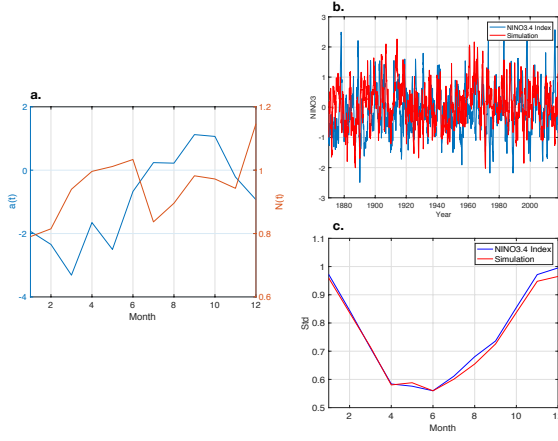 a.
2
0
-2
-4
a(t)
1.2
1
0.8
0.6
N(t)
2 4 6 8 10 12
Month
b.
3
2
1
0
-1
-2
-3
NINO3
NINO3.4 Index
Simulation
1880 1900 1920 1940 1960 1980 2000
Year
c.
1.1
1
0.9
0.8
0.7
0.6
0.5
Std
NINO3.4 Index
Simulation
2 4 6 8 10 12
Month